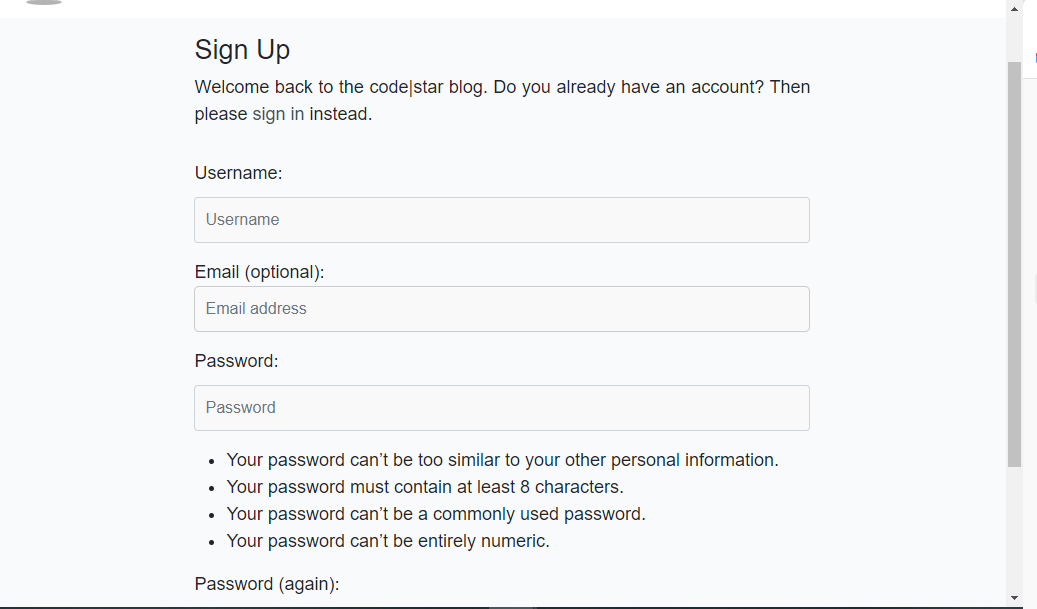 Sign Up
Welcome back to the code|star blog. Do you already have an account? Then
please sign in instead.
Username:
Username
Email (optional):
Email address
Password:
Password
Your password can’t be too similar to your other personal information.
Your password must contain at least 8 characters.
Your password can’t be a commonly used password.
Your password can’t be entirely numeric.
Password (again):